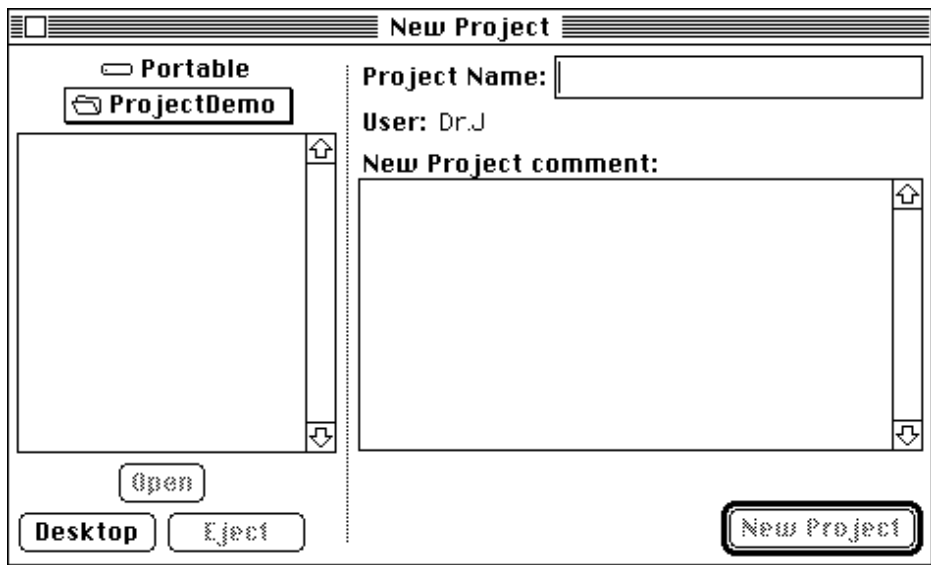 New Project
Portable
ProjectDemo
Open
Desktop Eject
Project Name:
User: Dr.J
New Project comment:
New Project